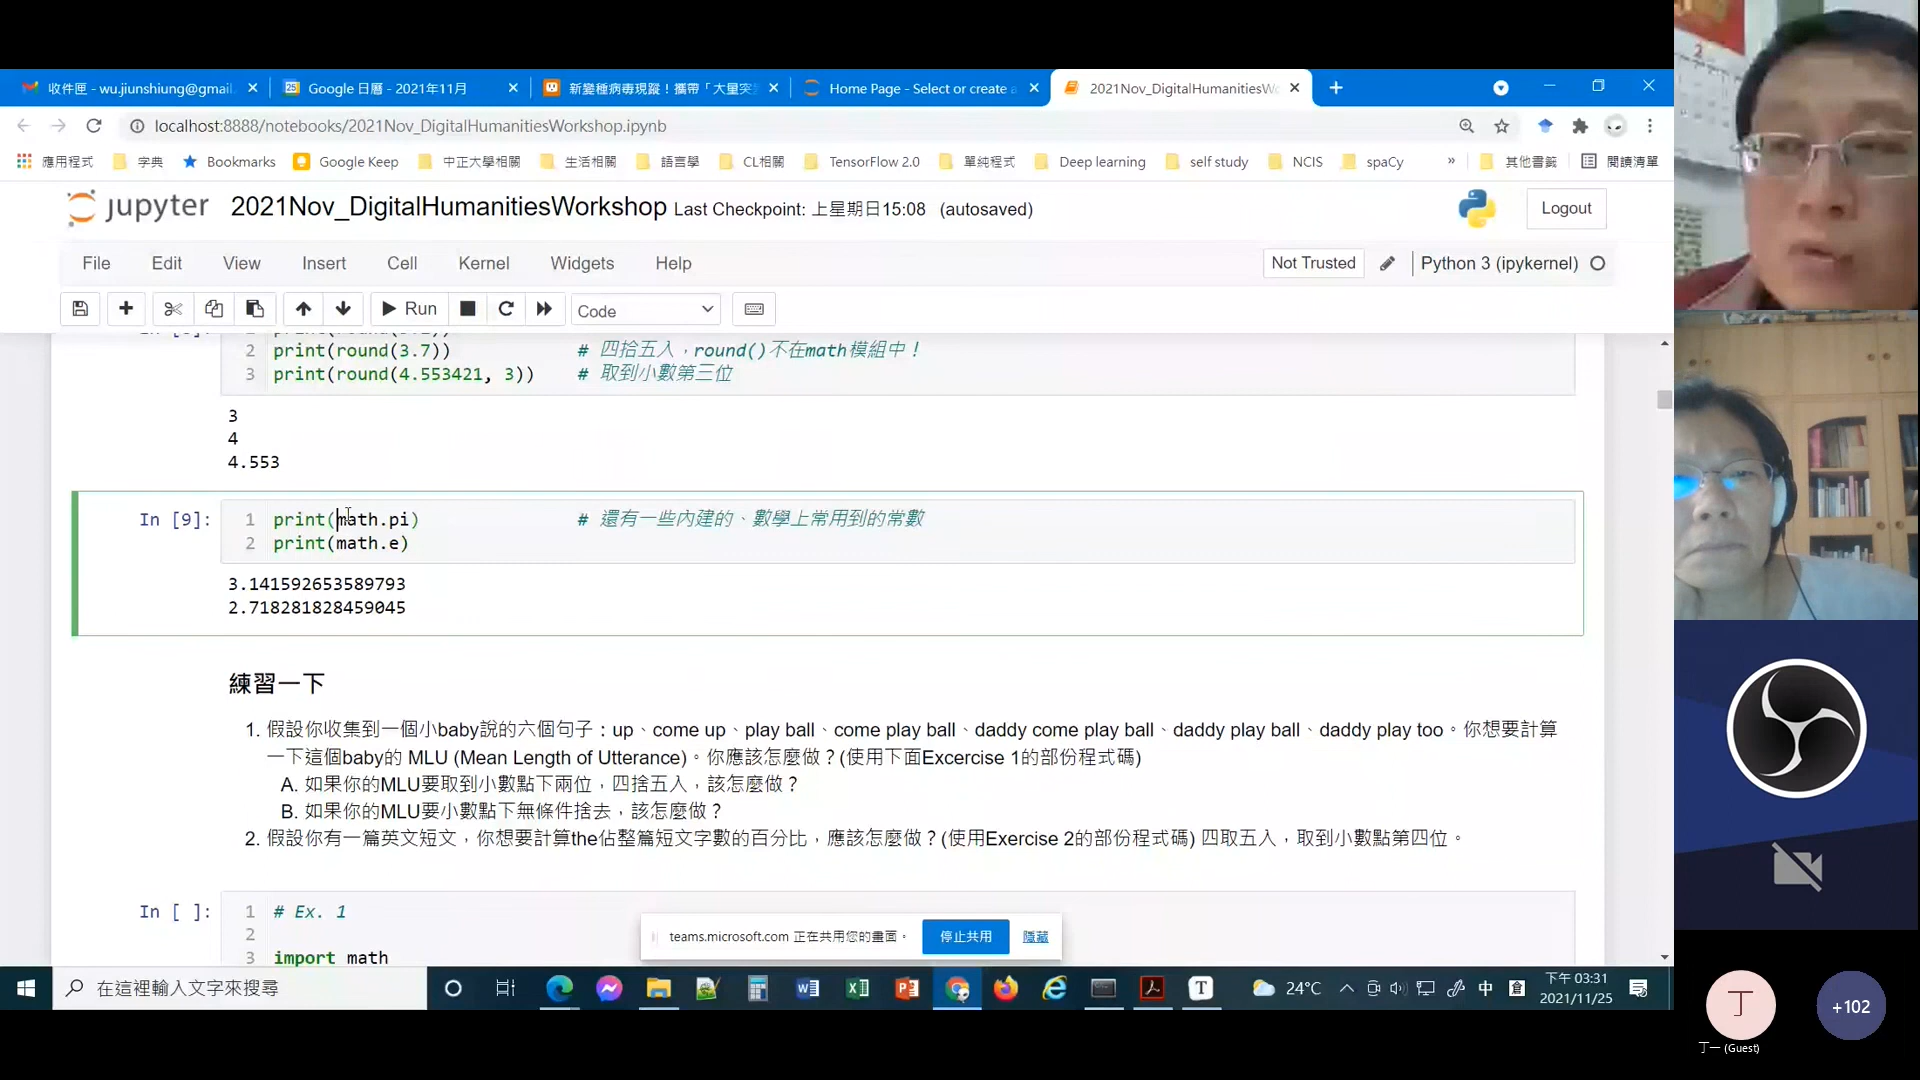 收件匣 - wu.jiunshiung@gmail.
Google 日曆 - 2021年11月
新變種病毒現蹤！攜帶「大量突變
Home Page - Select or create a
2021Nov_DigitalHumanitiesWo
localhost:8888/notebooks/2021Nov_DigitalHumanitiesWorkshop.ipynb
應用程式 字典 Bookmarks Google Keep 中正大學相關 生活相關 語言學 CL相關 TensorFlow 2.0 單純程式 Deep learning self study NCIS spaCy » 其他書籤 閱讀清單
jupyter 2021Nov_DigitalHumanitiesWorkshop Last Checkpoint: 上星期日15:08 (autosaved)
Logout
File Edit View Insert Cell Kernel Widgets Help Not Trusted Python 3 (ipykernel)
Run Code
2 print(round(3.7)) # 四拾五入，round()不在math模組中！
3 print(round(4.553421, 3)) # 取到小數第三位
3
4
4.553
In [9]: 1 print(math.pi) # 還有一些內建的、數學上常用到的常數
2 print(math.e)
3.141592653589793
2.718281828459045
練習一下
1. 假設你收集到一個小baby說的六個句子：up、come up、play ball、come play ball、daddy come play ball、daddy play ball、daddy play too。你想要計算
一下這個baby的 MLU (Mean Length of Utterance)。你應該怎麼做？(使用下面Excercise 1的部份程式碼)
A. 如果你的MLU要取到小數點下兩位，四捨五入，該怎麼做？
B. 如果你的MLU要小數點下無條件捨去，該怎麼做？
2. 假設你有一篇英文短文，你想要計算the佔整篇短文字數的百分比，應該怎麼做？(使用Exercise 2的部份程式碼) 四取五入，取到小數點第四位。
In [ ]: 1 # Ex. 1
2
3 import math
teams.microsoft.com 正在共用您的畫面。 停止共用 隱藏
在這裡輸入文字來搜尋
24°C
中
下午 03:31
2021/11/25
2
丁
+102
丁一 (Guest)